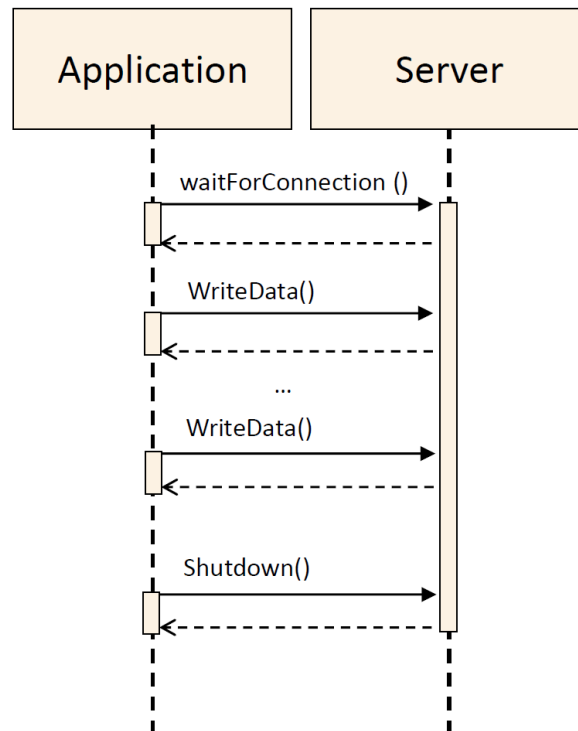 Application
Server
waitForConnection ()
WriteData()
...
WriteData()
Shutdown()